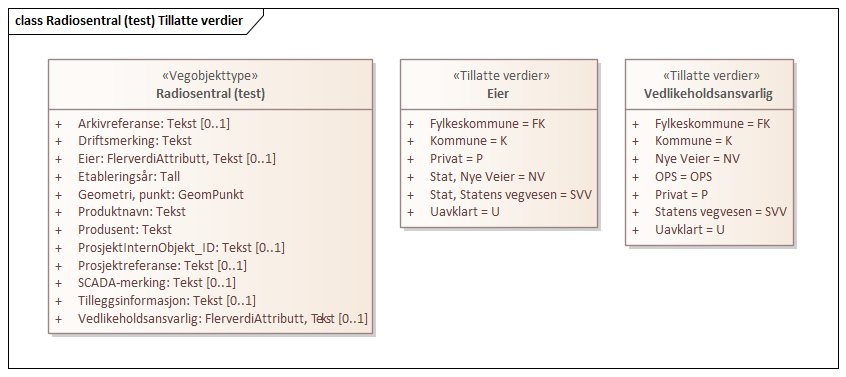 class Radiosentral (test) Tillatte verdier
«Vegobjekttype»
Radiosentral (test)
+ Arkivreferanse: Tekst [0..1]
+ Driftsmerking: Tekst
+ Eier: FlerverdiAttributt, Tekst [0..1]
+ Etableringsår: Tall
+ Geometri, punkt: GeomPunkt
+ Produktnavn: Tekst
+ Produsent: Tekst
+ ProsjektInternObjekt_ID: Tekst [0..1]
+ Prosjektreferanse: Tekst [0..1]
+ SCADA-merking: Tekst [0..1]
+ Tilleggsinformasjon: Tekst [0..1]
+ Vedlikeholdsansvarlig: FlerverdiAttributt, Tekst [0..1]
«Tillatte verdier»
Eier
+ Fylkeskommune = FK
+ Kommune = K
+ Privat = P
+ Stat, Nye Veier = NV
+ Stat, Statens vegvesen = SVV
+ Uavklart = U
«Tillatte verdier»
Vedlikeholdsansvarlig
+ Fylkeskommune = FK
+ Kommune = K
+ Nye Veier = NV
+ OPS = OPS
+ Privat = P
+ Statens vegvesen = SVV
+ Uavklart = U